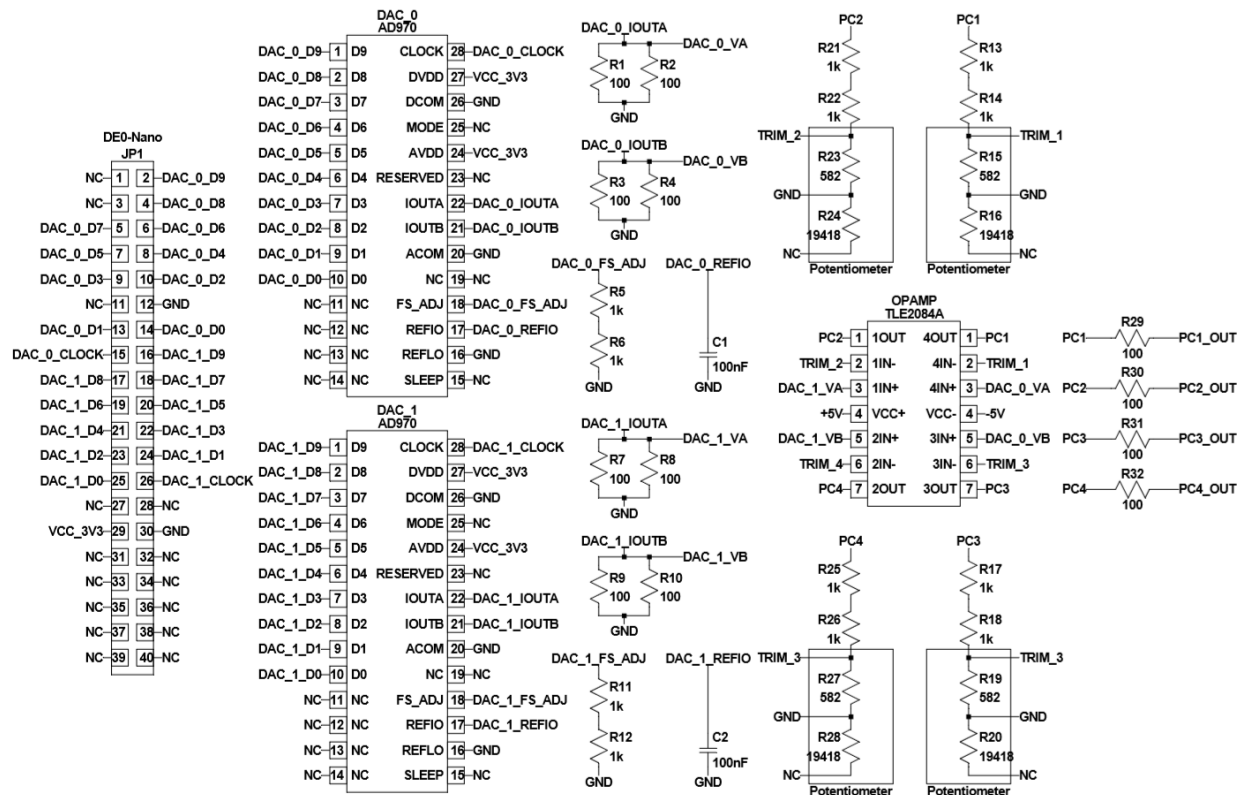 DE0-Nano
JP1
NC 1 2 DAC_0_D9
NC 3 4 DAC_0_D8
DAC_0_D7 5 6 DAC_0_D6
DAC_0_D5 7 8 DAC_0_D4
DAC_0_D3 9 10 DAC_0_D2
NC 11 12 GND
DAC_0_D1 13 14 DAC_0_D0
DAC_0_CLOCK 15 16 DAC_1_D9
DAC_1_D8 17 18 DAC_1_D7
DAC_1_D6 19 20 DAC_1_D5
DAC_1_D4 21 22 DAC_1_D3
DAC_1_D2 23 24 DAC_1_D1
DAC_1_D0 25 26 DAC_1_CLOCK
NC 27 28 NC
VCC_3V3 29 30 GND
NC 31 32 NC
NC 33 34 NC
NC 35 36 NC
NC 37 38 NC
NC 39 40 NC
DAC_0
AD970
DAC_0_D9 1 D9 CLOCK 28 DAC_0_CLOCK
DAC_0_D8 2 D8 DVDD 27 VCC_3V3
DAC_0_D7 3 D7 DCOM 26 GND
DAC_0_D6 4 D6 MODE 25 NC
DAC_0_D5 5 D5 AVDD 24 VCC_3V3
DAC_0_D4 6 D4 RESERVED 23 NC
DAC_0_D3 7 D3 IOUTA 22 DAC_0_IOUTA
DAC_0_D2 8 D2 IOUTB 21 DAC_0_IOUTB
DAC_0_D1 9 D1 ACOM 20 GND
DAC_0_D0 10 D0 NC 19 NC
NC 11 NC FS_ADJ 18 DAC_0_FS_ADJ
NC 12 NC REFIO 17 DAC_0_REFIO
NC 13 NC REFLO 16 GND
NC 14 NC SLEEP 15 NC
DAC_1
AD970
DAC_1_D9 1 D9 CLOCK 28 DAC_1_CLOCK
DAC_1_D8 2 D8 DVDD 27 VCC_3V3
DAC_1_D7 3 D7 DCOM 26 GND
DAC_1_D6 4 D6 MODE 25 NC
DAC_1_D5 5 D5 AVDD 24 VCC_3V3
DAC_1_D4 6 D4 RESERVED 23 NC
DAC_1_D3 7 D3 IOUTA 22 DAC_1_IOUTA
DAC_1_D2 8 D2 IOUTB 21 DAC_1_IOUTB
DAC_1_D1 9 D1 ACOM 20 GND
DAC_1_D0 10 D0 NC 19 NC
NC 11 NC FS_ADJ 18 DAC_1_FS_ADJ
NC 12 NC REFIO 17 DAC_1_REFIO
NC 13 NC REFLO 16 GND
NC 14 NC SLEEP 15 NC
DAC_0_IOUTA
DAC_0_VA
R1 R2
100 100
GND
DAC_0_IOUTB
DAC_0_VB
R3 R4
100 100
GND
DAC_0_FS_ADJ DAC_0_REFIO
R5
1k
R6
1k
C1
100nF
GND GND
DAC_1_IOUTA
DAC_1_VA
R7 R8
100 100
GND
DAC_1_IOUTB
DAC_1_VB
R9 R10
100 100
GND
DAC_1_FS_ADJ DAC_1_REFIO
R11
1k
R12
1k
C2
100nF
GND GND
PC2
R21
1k
R22
1k
TRIM_2
R23
582
GND
R24
19418
NC
Potentiometer
PC1
R13
1k
R14
1k
TRIM_1
R15
582
GND
R16
19418
NC
Potentiometer
OPAMP
TLE2084A
PC2 1 1OUT 4OUT 1 PC1
TRIM_2 2 1IN- 4IN- 2 TRIM_1
DAC_1_VA 3 1IN+ 4IN+ 3 DAC_0_VA
+5V 4 VCC+ VCC- 4 -5V
DAC_1_VB 5 2IN+ 3IN+ 5 DAC_0_VB
TRIM_4 6 2IN- 3IN- 6 TRIM_3
PC4 7 2OUT 3OUT 7 PC3
R29
PC1 PC1_OUT
100
R30
PC2 PC2_OUT
100
R31
PC3 PC3_OUT
100
R32
PC4 PC4_OUT
100
PC4
R25
1k
R26
1k
TRIM_3
R27
582
GND
R28
19418
NC
Potentiometer
PC3
R17
1k
R18
1k
TRIM_3
R19
582
GND
R20
19418
NC
Potentiometer